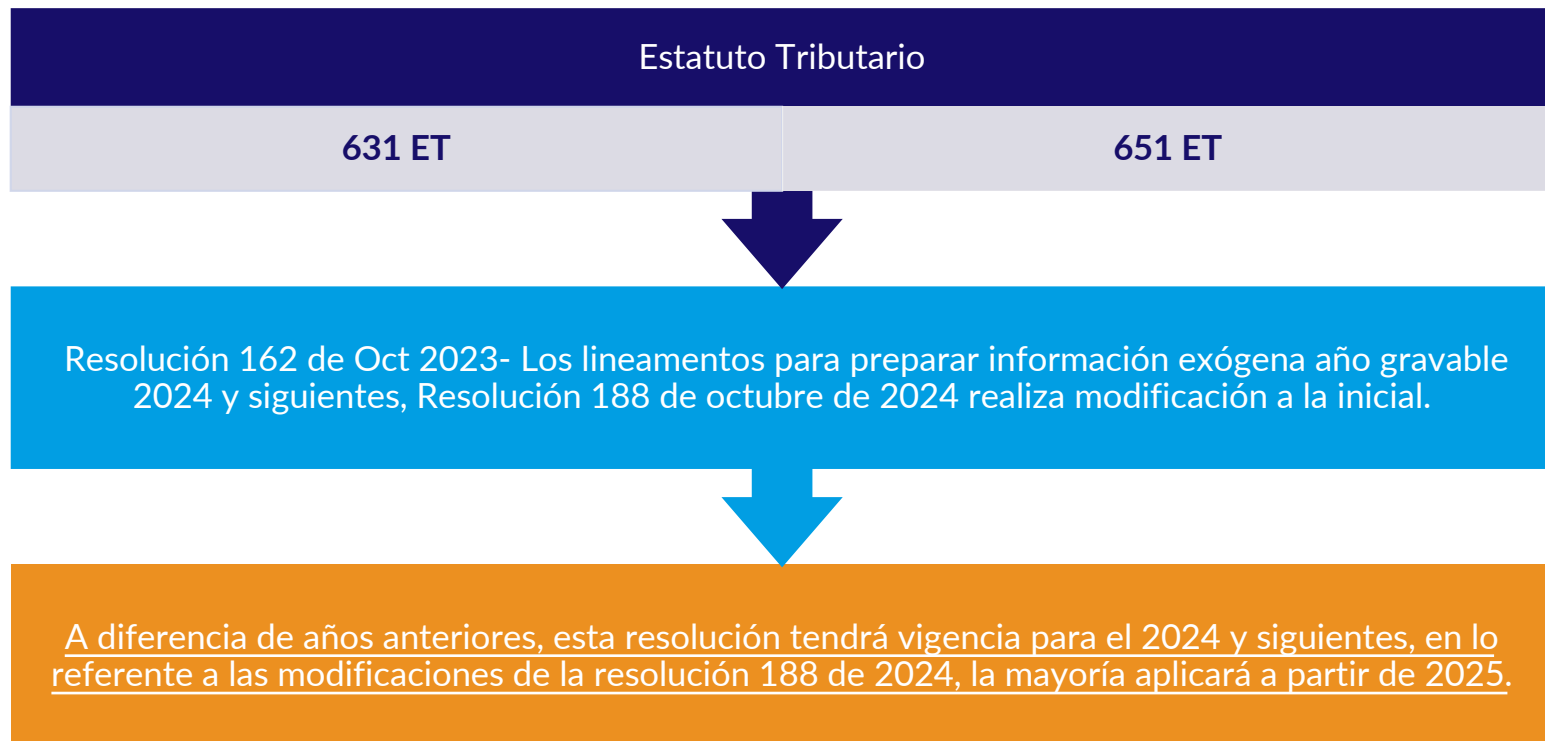 Estatuto Tributario
631 ET
651 ET
Resolución 162 de Oct 2023- Los lineamentos para preparar información exógena año gravable
2024 y siguientes, Resolución 188 de octubre de 2024 realiza modificación a la inicial.
A diferencia de años anteriores, esta resolución tendrá vigencia para el 2024 y siguientes, en lo
referente a las modificaciones de la resolución 188 de 2024, la mayoría aplicará a partir de 2025.